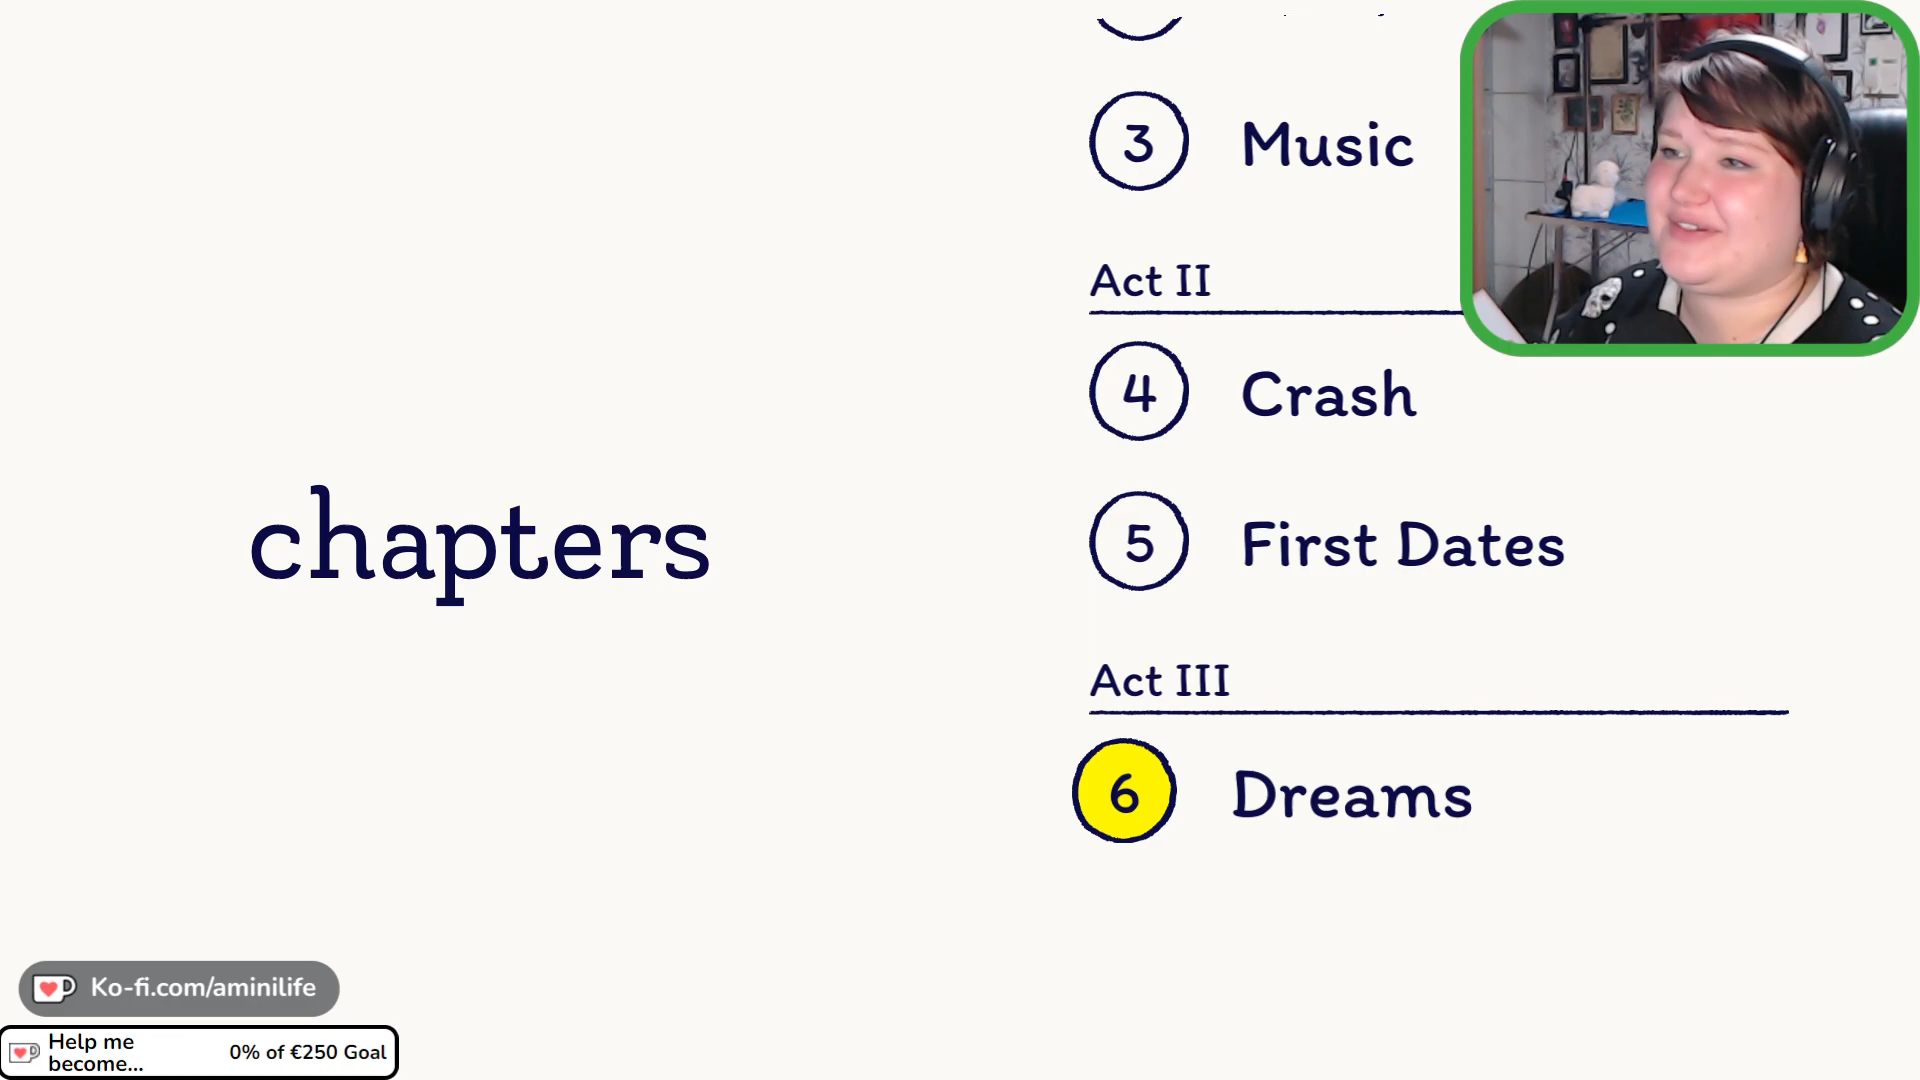 chapters
3 Music
Act II
4 Crash
5 First Dates
Act III
6 Dreams
Ko-fi.com/aminilife
Help me become... 0% of €250 Goal